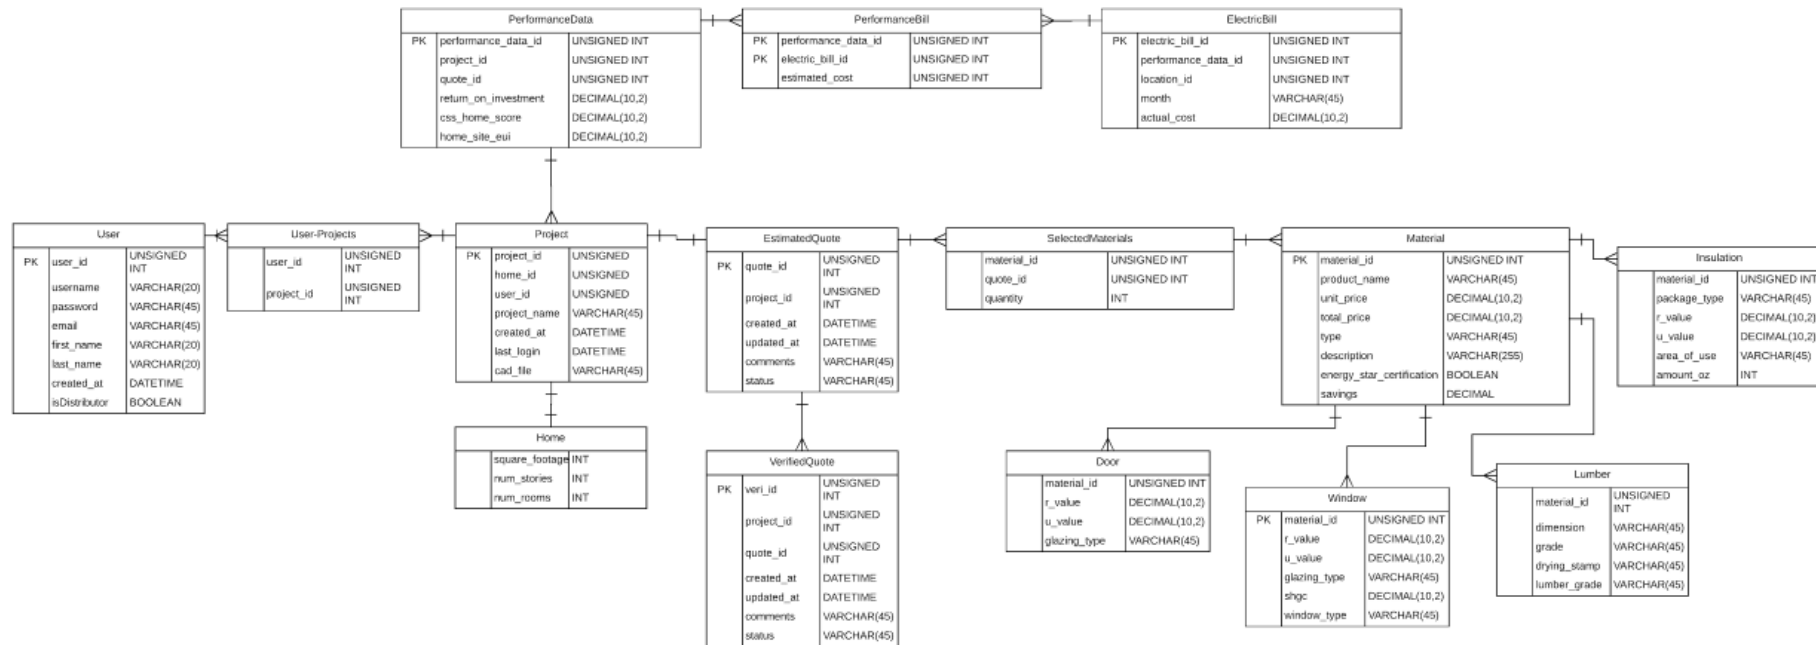 PerformanceData
PK performance_data_id UNSIGNED INT
project_id UNSIGNED INT
quote_id UNSIGNED INT
return_on_investment DECIMAL(10,2)
css_home_score DECIMAL(10,2)
home_site_eui DECIMAL(10,2)
PerformanceBill
PK performance_data_id UNSIGNED INT
PK electric_bill_id UNSIGNED INT
estimated_cost UNSIGNED INT
ElectricBill
PK electric_bill_id UNSIGNED INT
performance_data_id UNSIGNED INT
location_id UNSIGNED INT
month VARCHAR(45)
actual_cost DECIMAL(10,2)
User
PK user_id UNSIGNED
INT
username VARCHAR(20)
password VARCHAR(45)
email VARCHAR(45)
first_name VARCHAR(20)
last_name VARCHAR(20)
created_at DATETIME
isDistributor BOOLEAN
User-Projects
user_id UNSIGNED
INT
project_id UNSIGNED
INT
Project
PK project_id UNSIGNED
home_id UNSIGNED
user_id UNSIGNED
project_name VARCHAR(45)
created_at DATETIME
last_login DATETIME
cad_file VARCHAR(45)
Home
square_footage INT
num_stories INT
num_rooms INT
EstimatedQuote
PK quote_id UNSIGNED
INT
project_id UNSIGNED
INT
created_at DATETIME
updated_at DATETIME
comments VARCHAR(45)
status VARCHAR(45)
VerifiedQuote
PK veri_id UNSIGNED
INT
project_id UNSIGNED
INT
quote_id UNSIGNED
INT
created_at DATETIME
updated_at DATETIME
comments VARCHAR(45)
status VARCHAR(45)
SelectedMaterials
material_id UNSIGNED INT
quote_id UNSIGNED INT
quantity INT
Material
PK material_id UNSIGNED INT
product_name VARCHAR(45)
unit_price DECIMAL(10,2)
total_price DECIMAL(10,2)
type VARCHAR(45)
description VARCHAR(255)
energy_star_certification BOOLEAN
savings DECIMAL
Insulation
material_id UNSIGNED INT
package_type VARCHAR(45)
r_value DECIMAL(10,2)
u_value DECIMAL(10,2)
area_of_use VARCHAR(45)
amount_oz INT
Door
material_id UNSIGNED INT
r_value DECIMAL(10,2)
u_value DECIMAL(10,2)
glazing_type VARCHAR(45)
Window
PK material_id UNSIGNED INT
r_value DECIMAL(10,2)
u_value DECIMAL(10,2)
glazing_type VARCHAR(45)
shgc DECIMAL(10,2)
window_type VARCHAR(45)
Lumber
material_id UNSIGNED
INT
dimension VARCHAR(45)
grade VARCHAR(45)
drying_stamp VARCHAR(45)
lumber_grade VARCHAR(45)